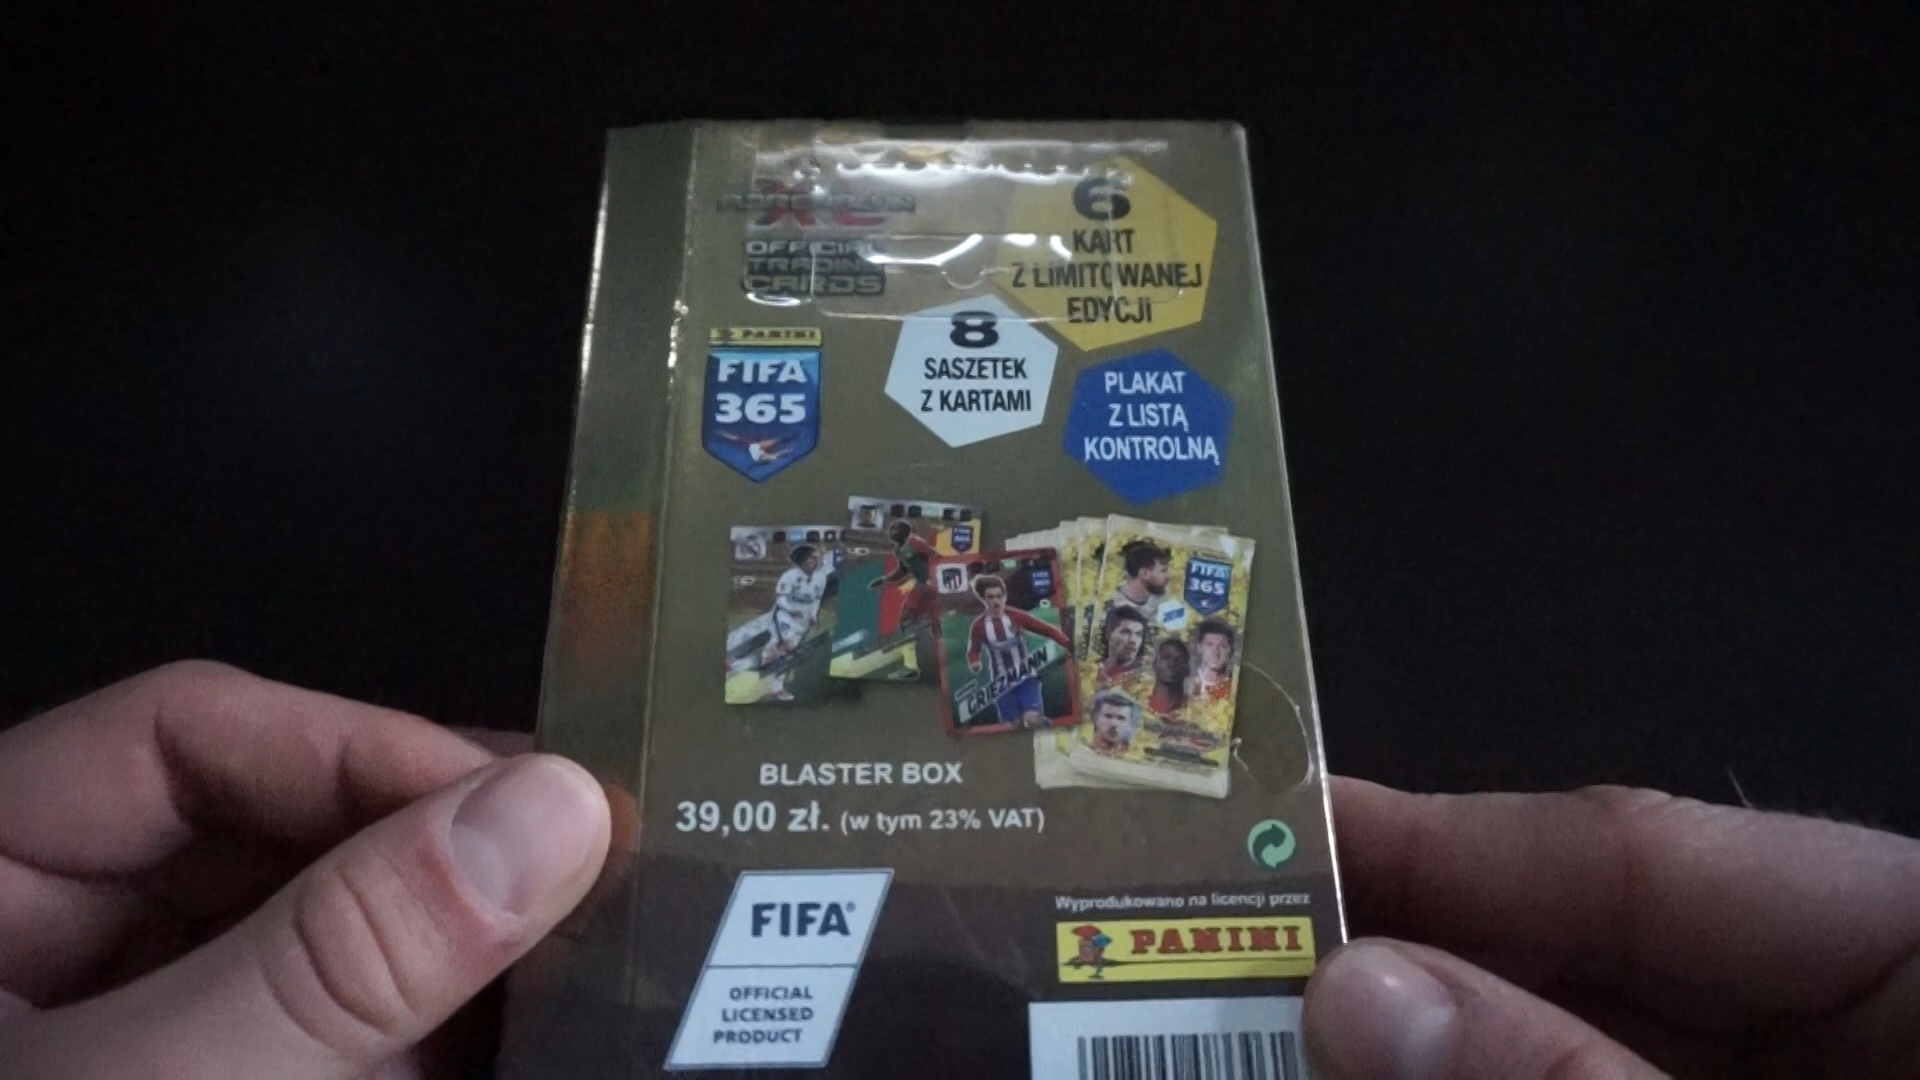 ADRENALYN
XL
OFFICIAL
TRADING
CARDS
6
KART
Z LIMITOWANEJ
EDYCJI
8
SASZETEK
Z KARTAMI
PLAKAT
Z LISTĄ
KONTROLNĄ
PANINI
FIFA
365
FIFA
365
GRIEZMANN
BLASTER BOX
39,00 zł. (w tym 23% VAT)
FIFA®
OFFICIAL
LICENSED
PRODUCT
Wyprodukowano na licencji przez
PANINI